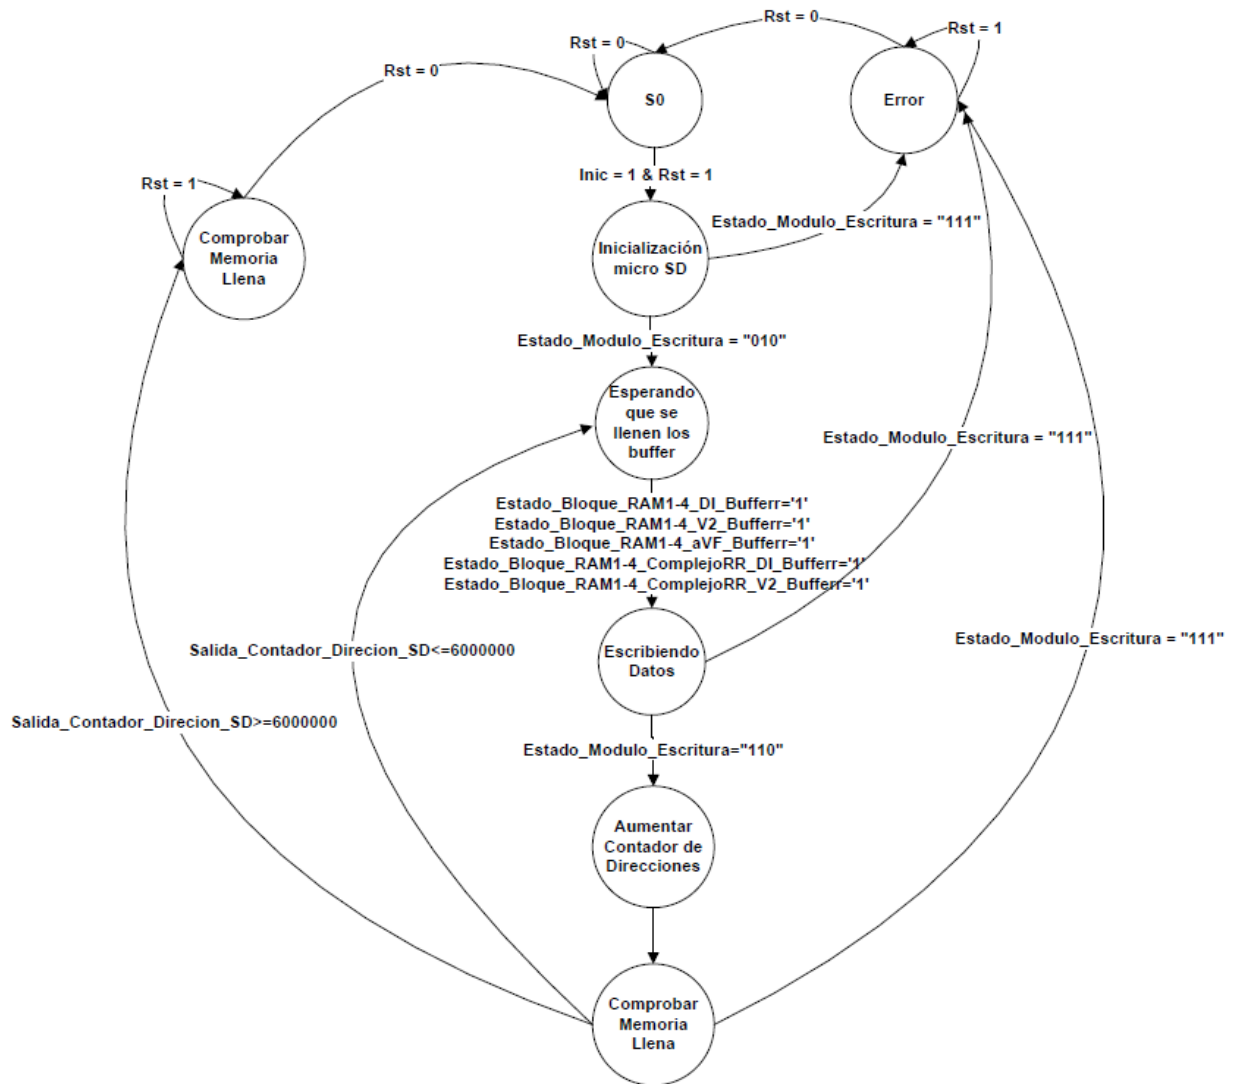 Rst = 0
Rst = 0
Rst = 1
Rst = 0
S0
Error
Inic = 1 & Rst = 1
Rst = 1
Comprobar
Memoria
Llena
Inicialización
micro SD
Estado_Modulo_Escritura = "111"
Estado_Modulo_Escritura = "010"
Esperando
que se
llenen los
buffer
Estado_Modulo_Escritura = "111"
Estado_Bloque_RAM1-4_DI_Bufferr='1'
Estado_Bloque_RAM1-4_V2_Bufferr='1'
Estado_Bloque_RAM1-4_aVF_Bufferr='1'
Estado_Bloque_RAM1-4_ComplejoRR_DI_Bufferr='1'
Estado_Bloque_RAM1-4_ComplejoRR_V2_Bufferr='1'
Salida_Contador_Direcion_SD<=6000000
Escribiendo
Datos
Estado_Modulo_Escritura = "111"
Salida_Contador_Direcion_SD>=6000000
Estado_Modulo_Escritura="110"
Aumentar
Contador de
Direcciones
Comprobar
Memoria
Llena